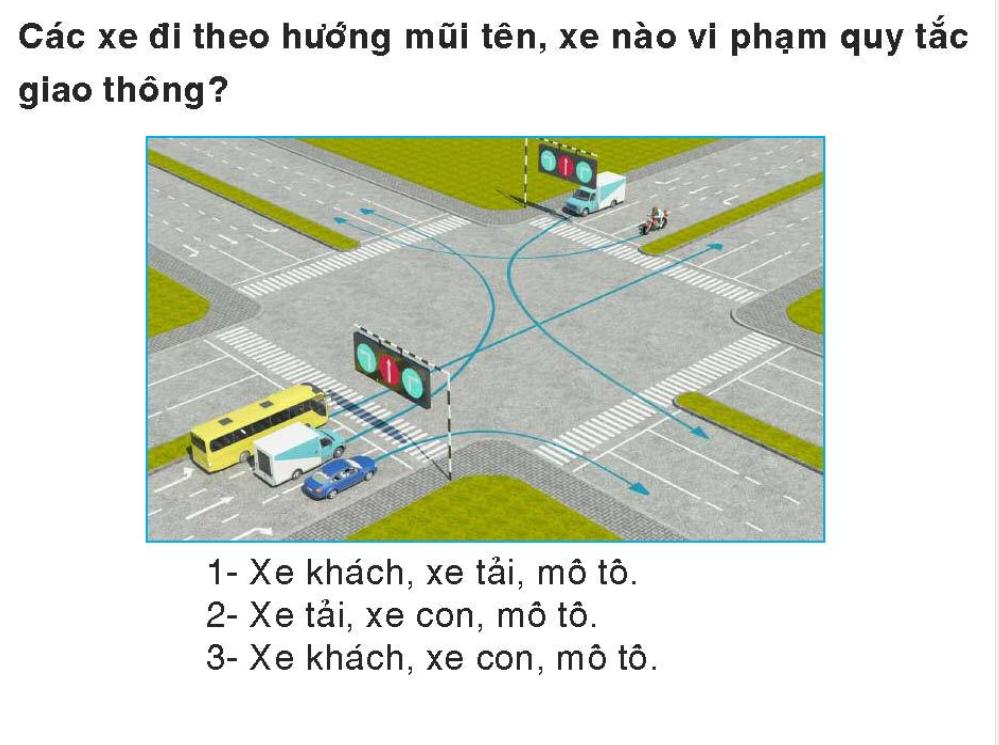 Các xe đi theo hướng mũi tên, xe nào vi phạm quy tắc
giao thông?
1- Xe khách, xe tải, mô tô.
2- Xe tải, xe con, mô tô.
3- Xe khách, xe con, mô tô.